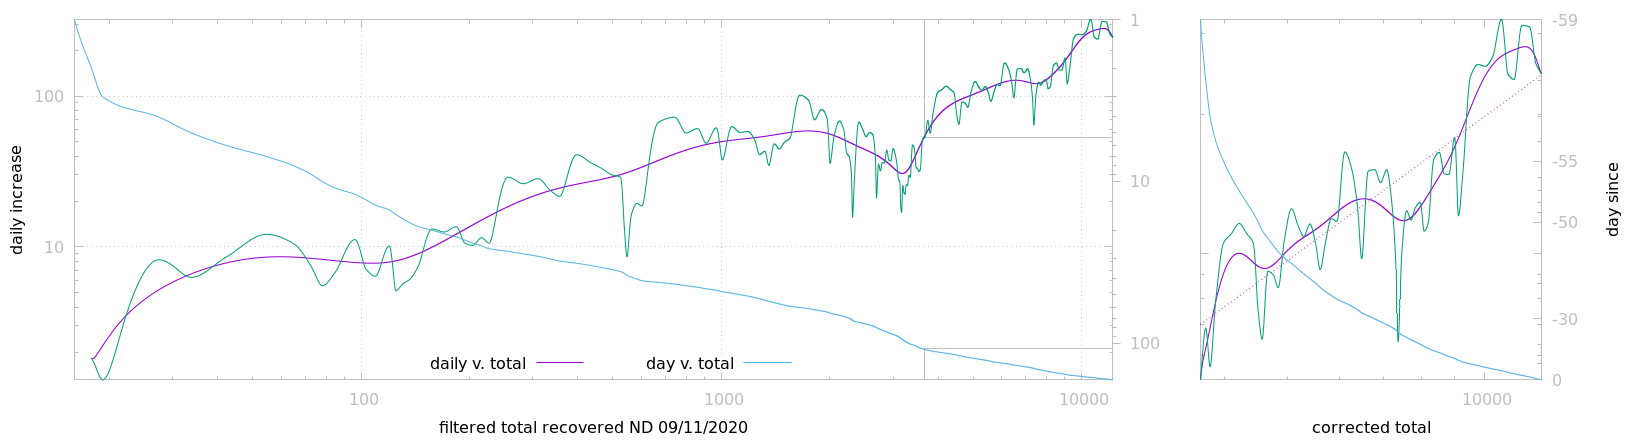 daily increase
100
10
daily v. total
day v. total
100
1000
10000
filtered total recovered ND 09/11/2020
1
10
100
10000
corrected total
-59
-55
-50
-30
0
day since